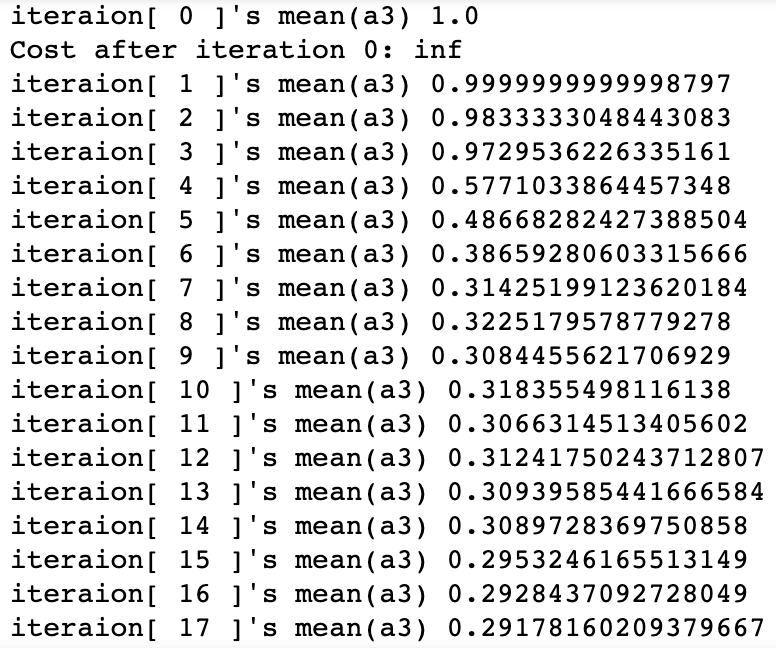 iteraion[ 0 ]'s mean(a3) 1.0
Cost after iteration 0: inf
iteraion[ 1 ]'s mean(a3) 0.9999999999998797
iteraion[ 2 ]'s mean(a3) 0.9833333048443083
iteraion[ 3 ]'s mean(a3) 0.9729536226335161
iteraion[ 4 ]'s mean(a3) 0.5771033864457348
iteraion[ 5 ]'s mean(a3) 0.48668282427388504
iteraion[ 6 ]'s mean(a3) 0.38659280603315666
iteraion[ 7 ]'s mean(a3) 0.31425199123620184
iteraion[ 8 ]'s mean(a3) 0.3225179578779278
iteraion[ 9 ]'s mean(a3) 0.3084455621706929
iteraion[ 10 ]'s mean(a3) 0.318355498116138
iteraion[ 11 ]'s mean(a3) 0.3066314513405602
iteraion[ 12 ]'s mean(a3) 0.31241750243712807
iteraion[ 13 ]'s mean(a3) 0.30939585441666584
iteraion[ 14 ]'s mean(a3) 0.3089728369750858
iteraion[ 15 ]'s mean(a3) 0.2953246165513149
iteraion[ 16 ]'s mean(a3) 0.2928437092728049
iteraion[ 17 ]'s mean(a3) 0.29178160209379667